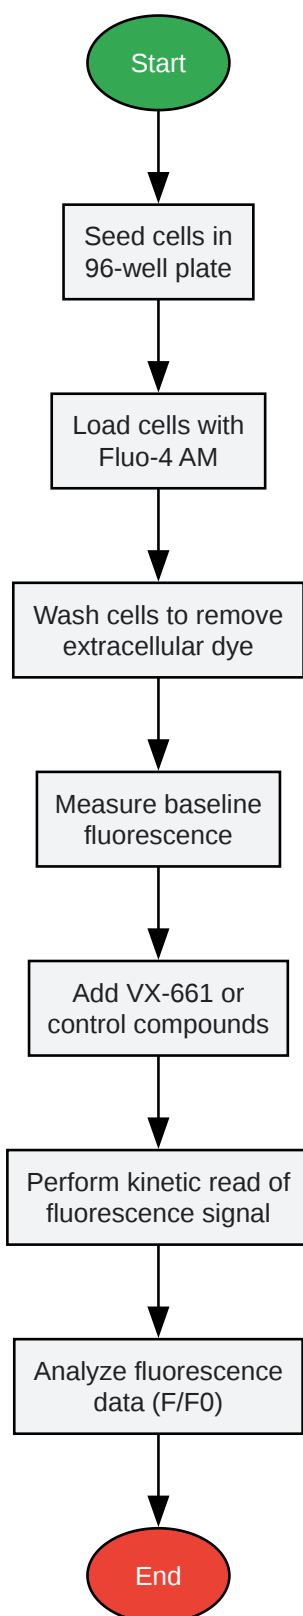 Start
Seed cells in
96-well plate
Load cells with
Fluo-4 AM
Wash cells to remove
extracellular dye
Measure baseline
fluorescence
Add VX-661 or
control compounds
Perform kinetic read of
fluorescence signal
Analyze fluorescence
data (F/F0)
End